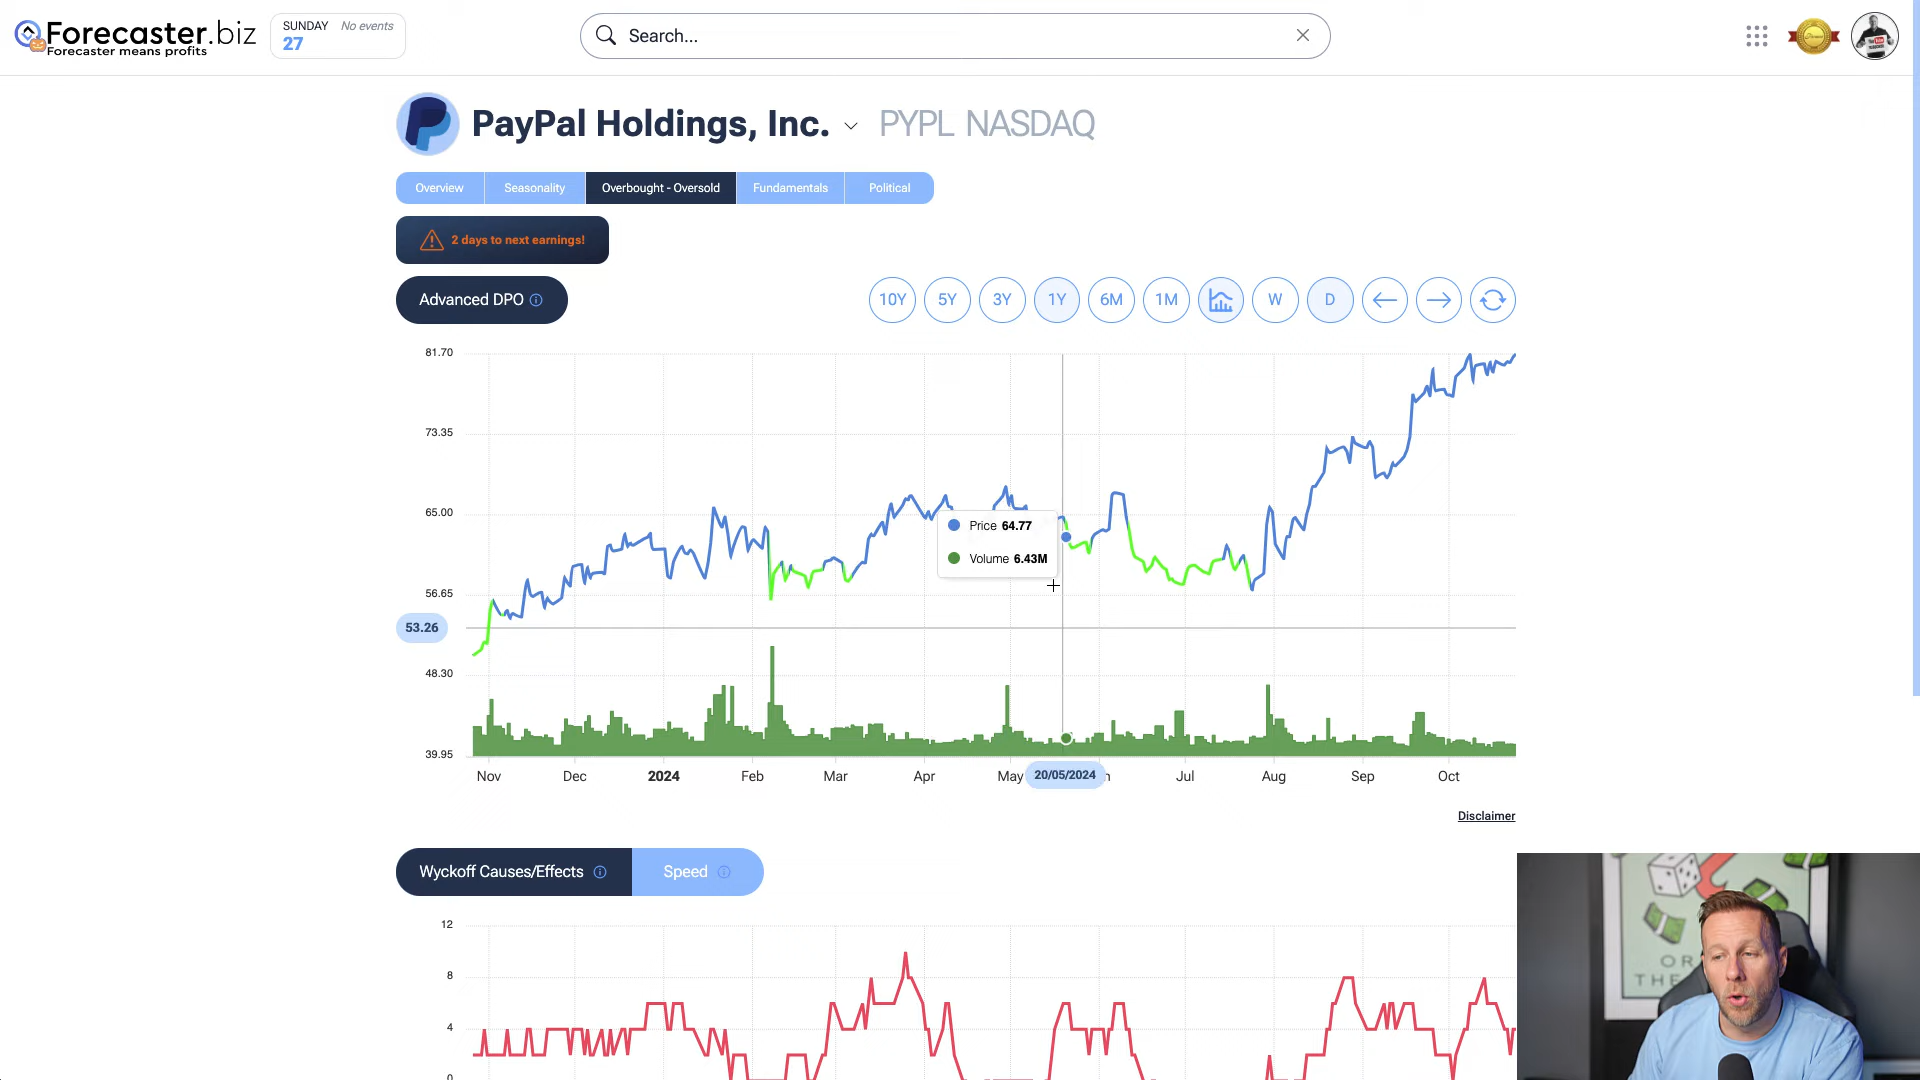 Forecaster.biz
Forecaster means profits
SUNDAY No events
27
Search...
PayPal Holdings, Inc. PYPL NASDAQ
Overview Seasonality Overbought - Oversold Fundamentals Political
2 days to next earnings!
Advanced DPO
10Y 5Y 3Y 1Y 6M 1M W D
81.70
73.35
65.00
Price 64.77
Volume 6.43M
56.65
53.26
48.30
39.95
Nov Dec 2024 Feb Mar Apr May 20/05/2024 n Jul Aug Sep Oct
Disclaimer
Wyckoff Causes/Effects Speed
12
8
4
0
OR
THE